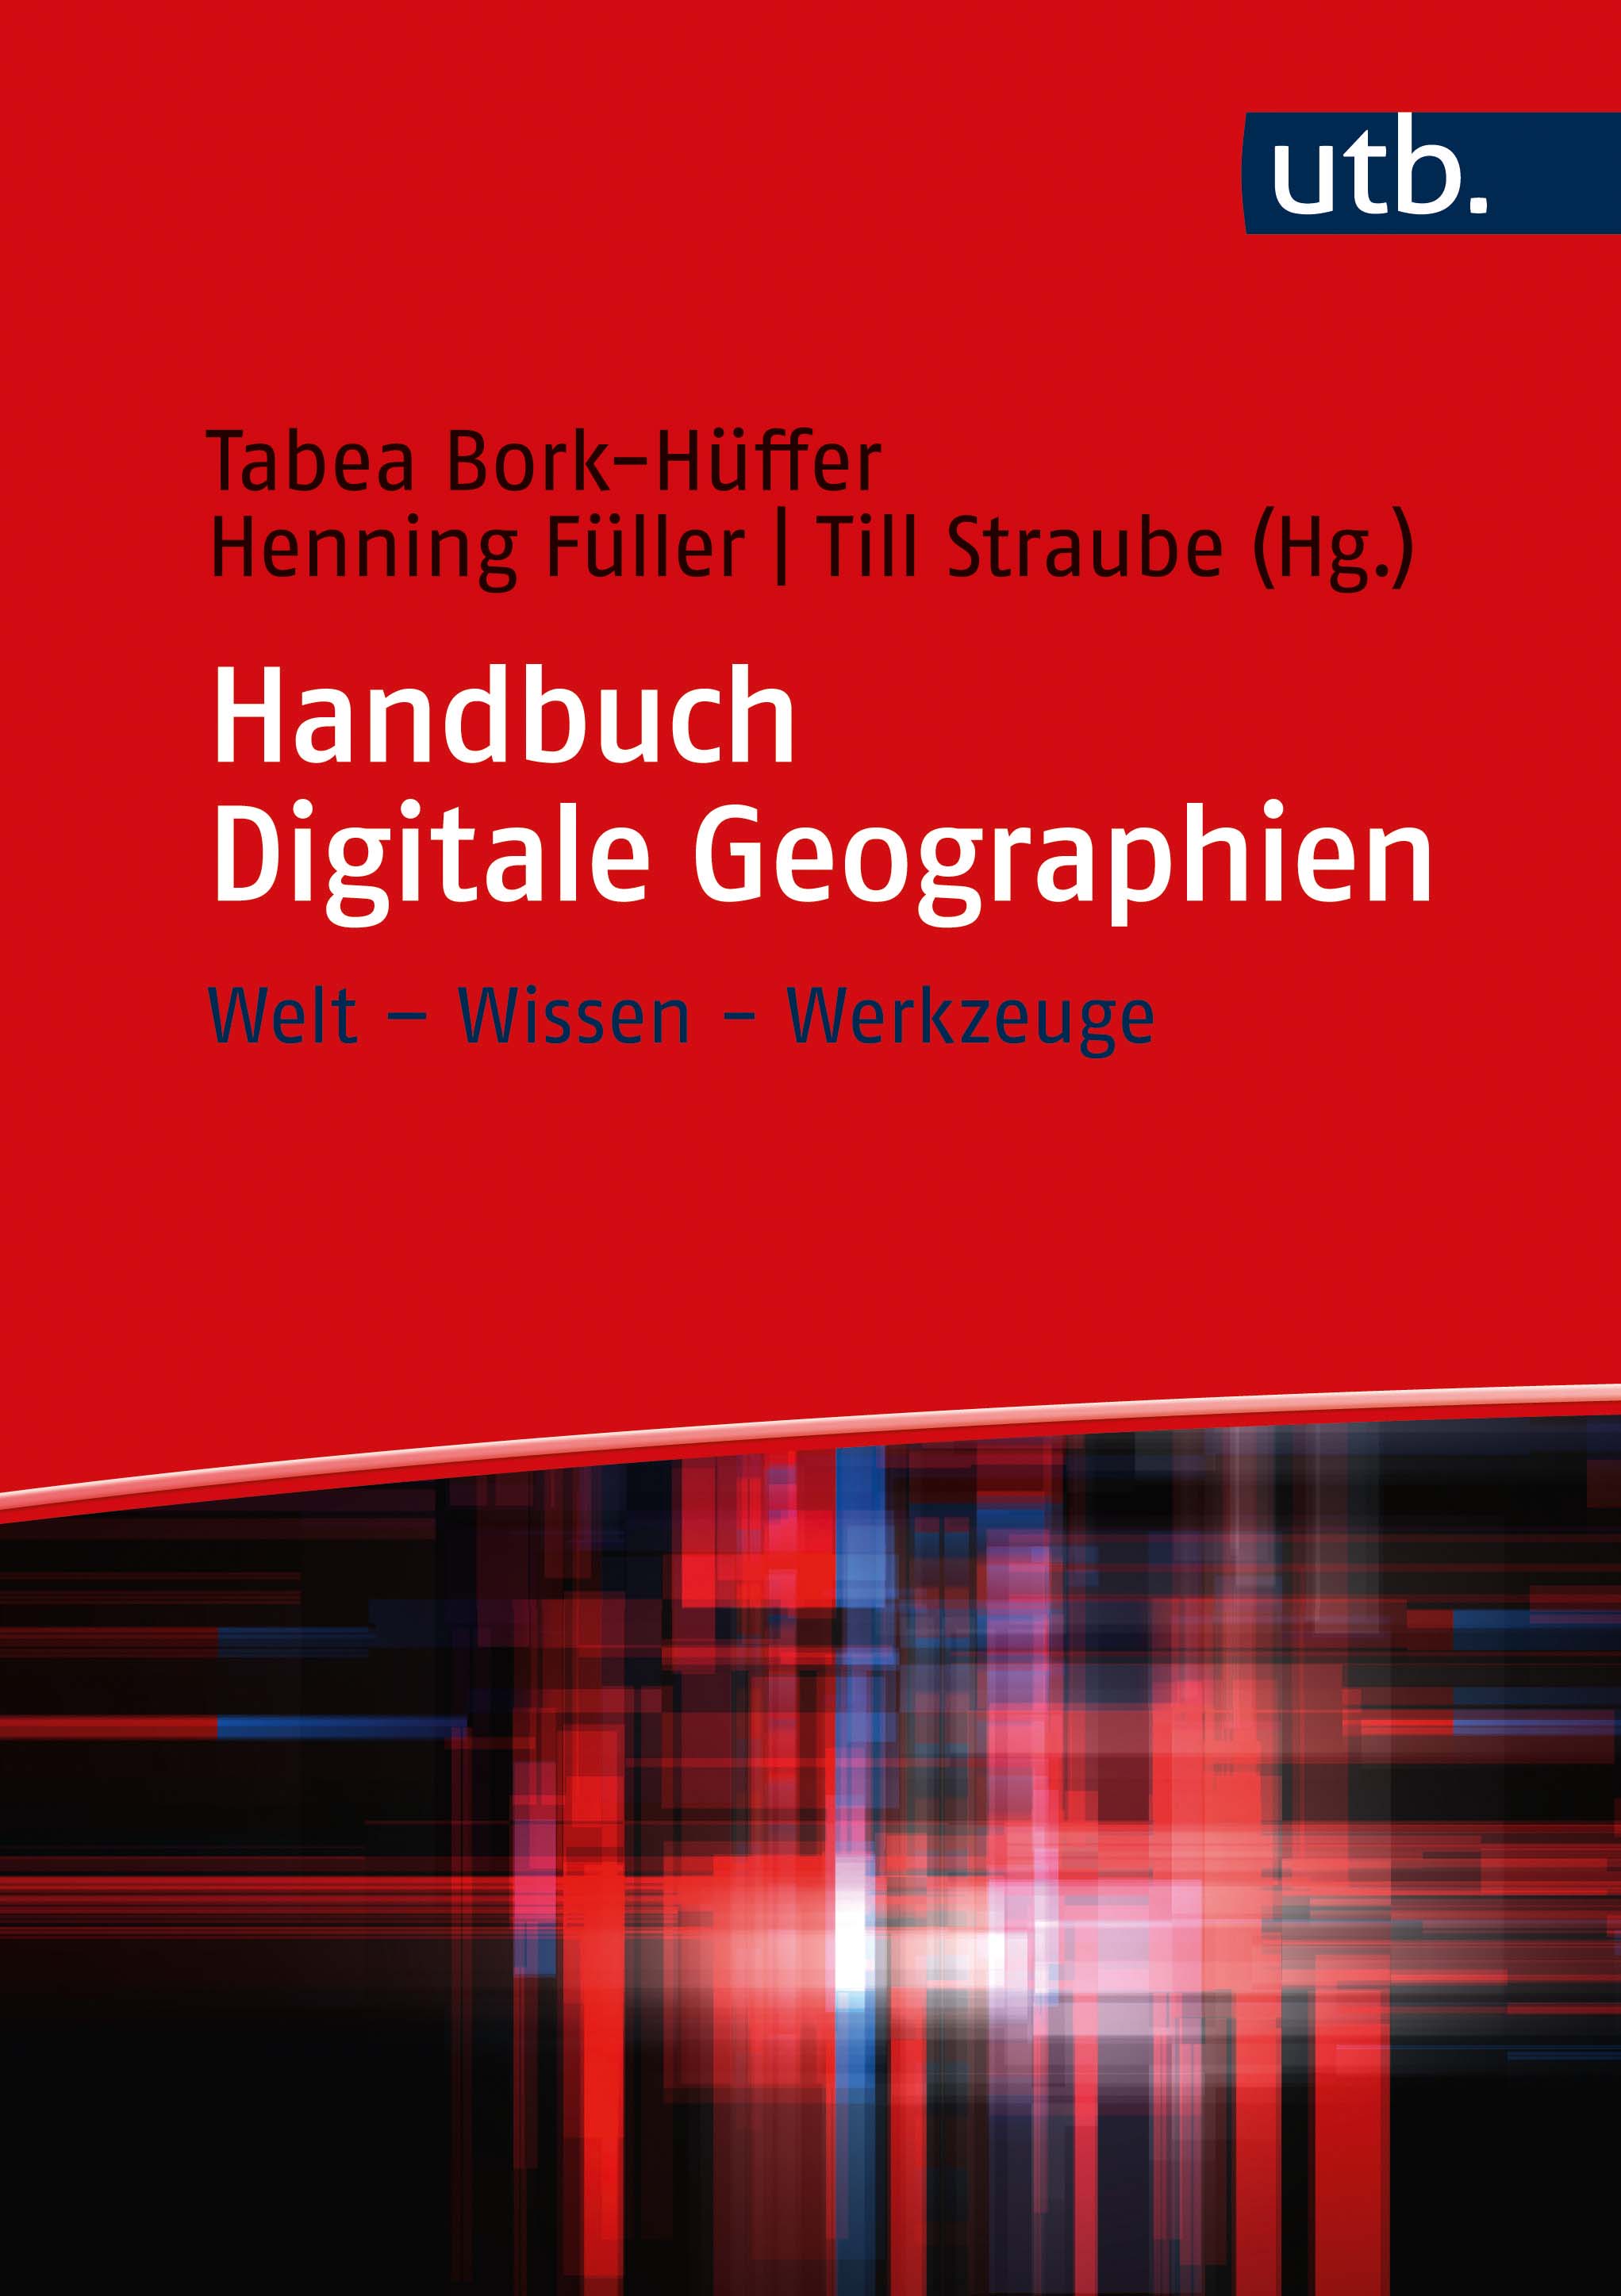 utb.
Tabea Bork-Hüffer
Henning Füller | Till Straube (Hg.)
Handbuch
Digitale Geographien
Welt – Wissen – Werkzeuge